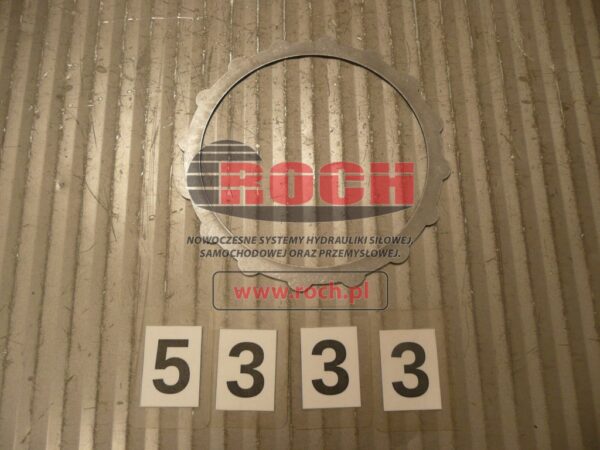 ROCH
NOWOCZESNE SYSTEMY HYDRAULIKI SIŁOWEJ,
SAMOCHODOWEJ ORAZ PRZEMYSŁOWEJ.
www.roch.pl
5 3 3 3